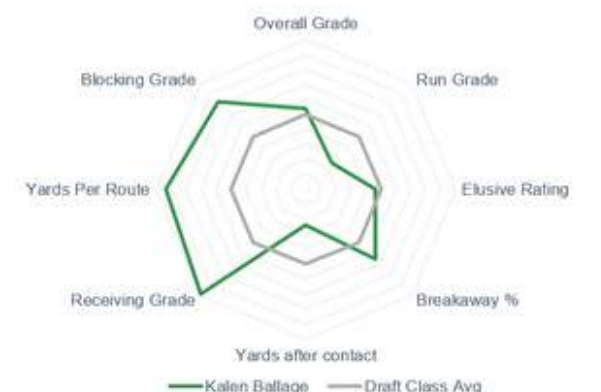 Overall Grade
Blocking Grade Run Grade
Yards Per Route Elusive Rating
Receiving Grade Breakaway %
Yards after contact
Kalen Ballage Draft Class Avg